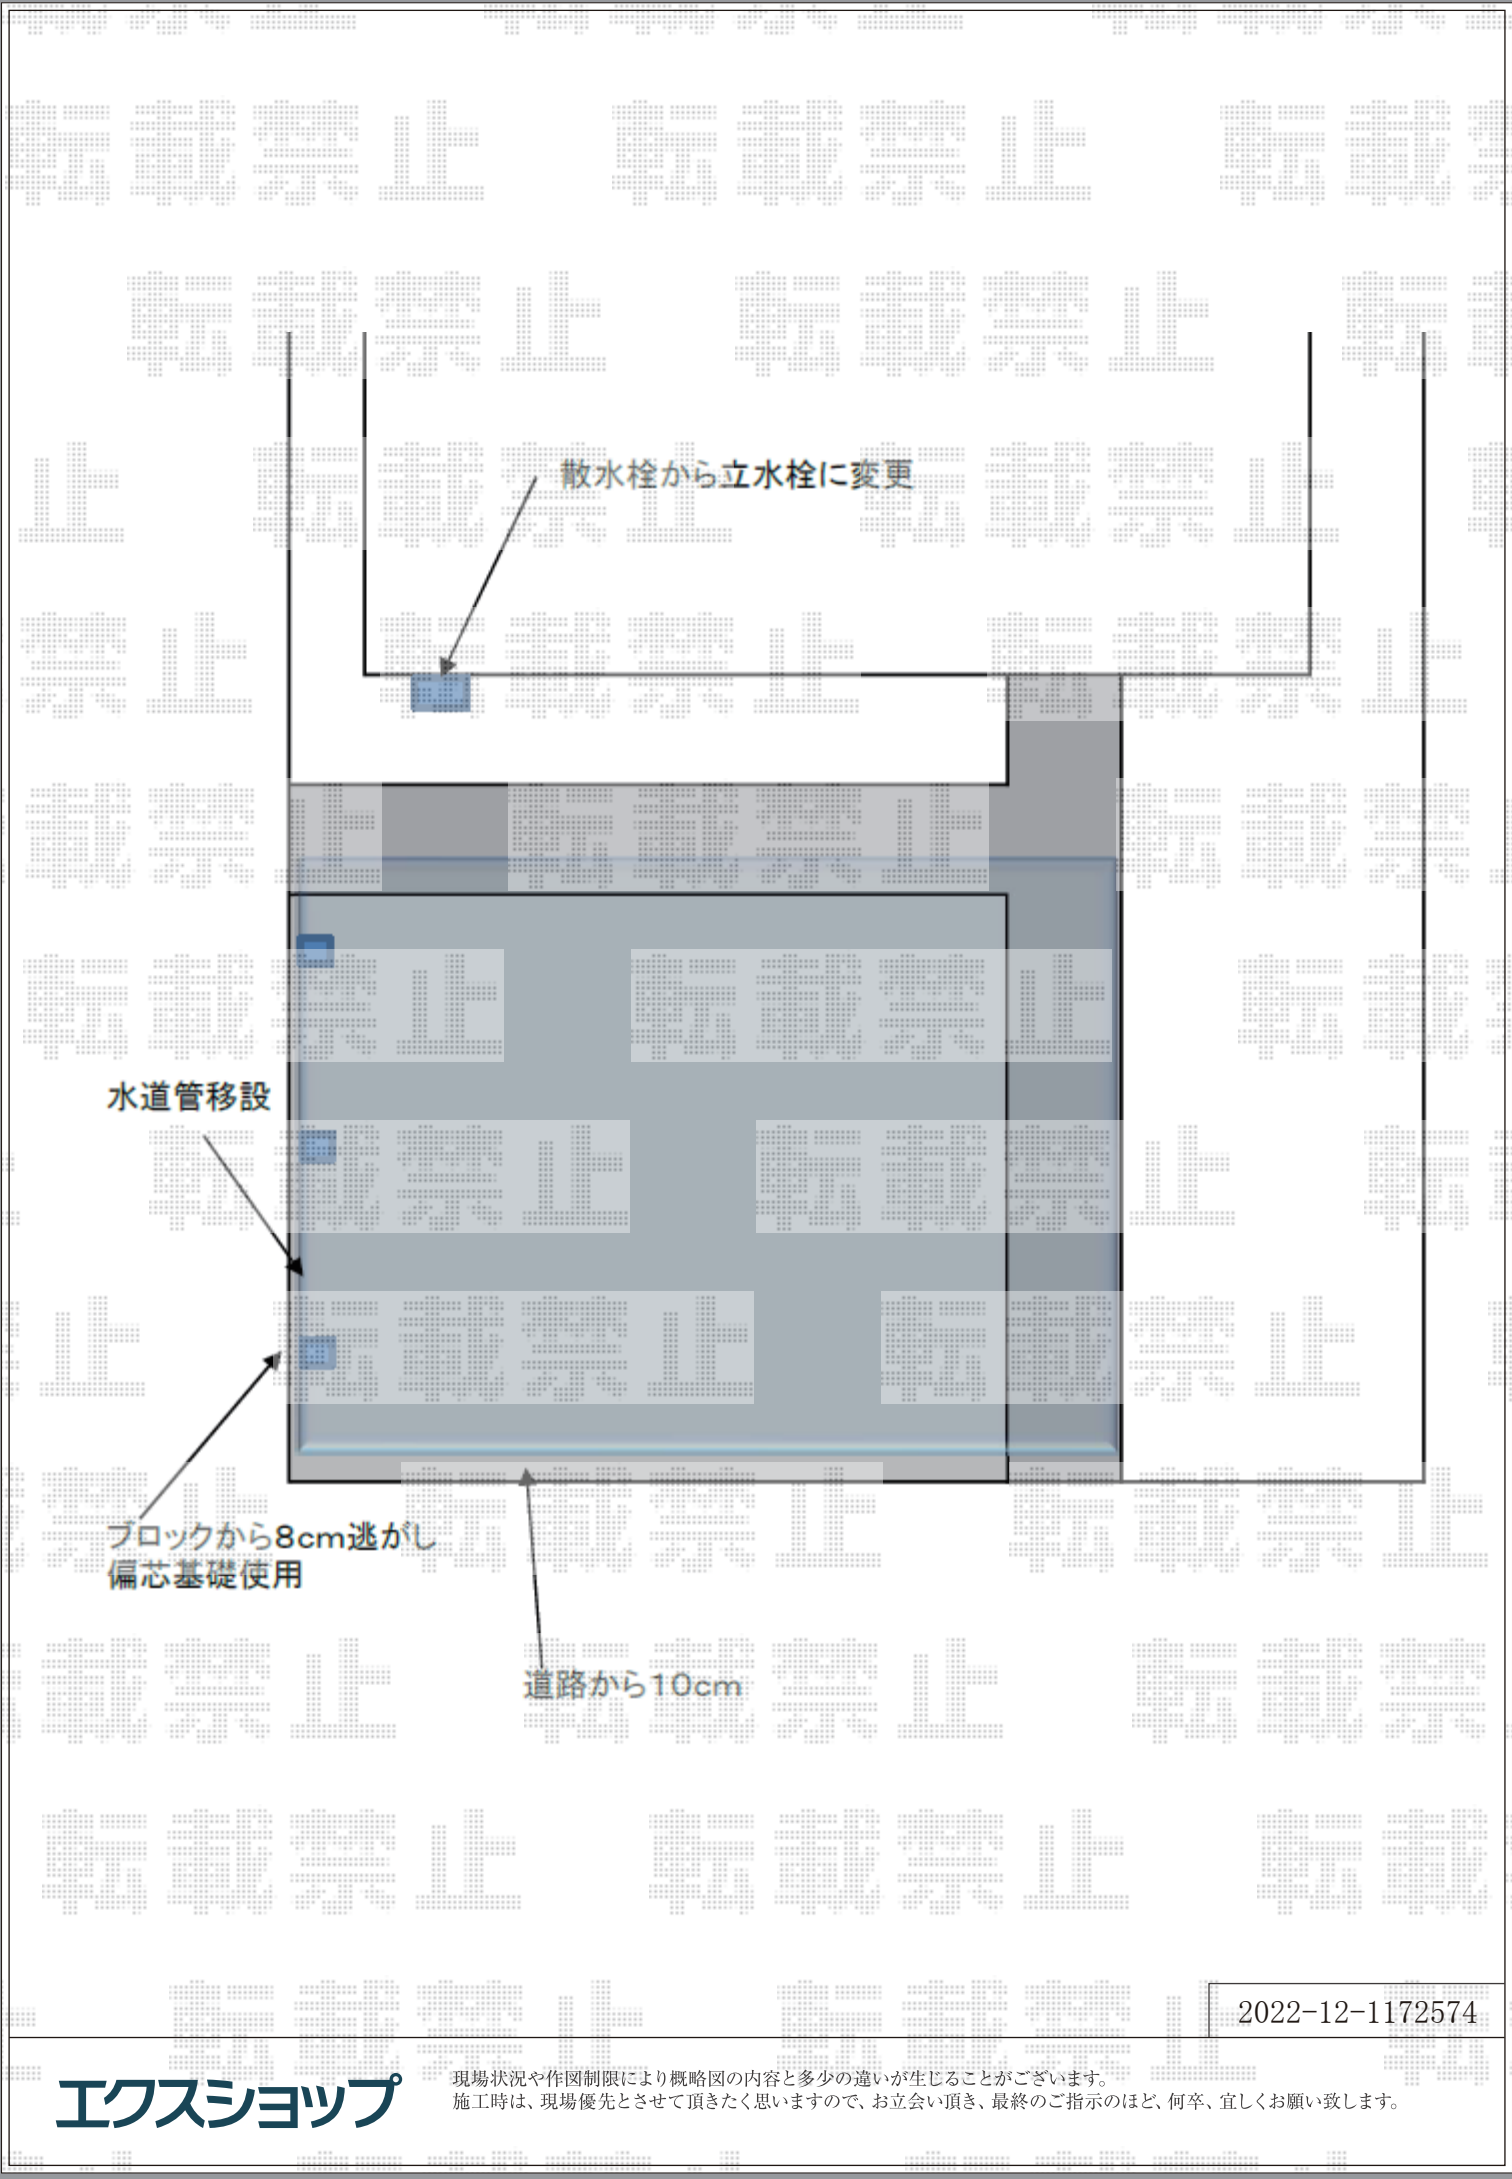 転載禁止
散水栓から立水栓に変更
水道管移設
ブロックから8cm逃がし
偏芯基礎使用
道路から10cm
2022-12-1172574
エクスショップ
現場状況や作図制限により概略図の内容と多少の違いが生じることがございます。
施工時は、現場優先とさせて頂きたく思いますので、お立会い頂き、最終のご指示のほど、何卒、宜しくお願い致します。